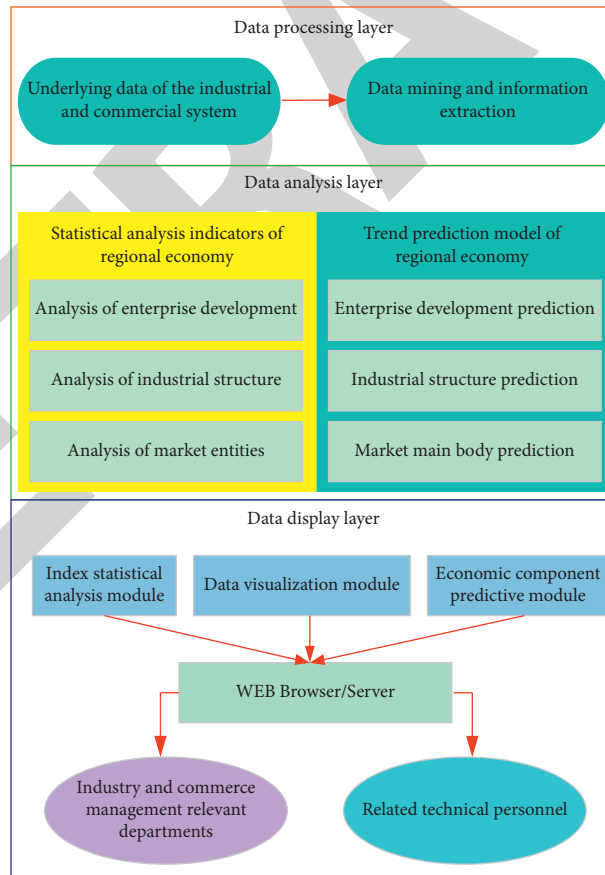 Data processing layer
Underlying data of the industrial
and commercial system
Data mining and information
extraction
Data analysis layer
Statistical analysis indicators of
regional economy
Trend prediction model of
regional economy
Analysis of enterprise development
Enterprise development prediction
Analysis of industrial structure
Industrial structure prediction
Analysis of market entities
Market main body prediction
Data display layer
Index statistical
analysis module
Data visualization module
Economic component
predictive module
WEB Browser/Server
Industry and commerce
management relevant
departments
Related technical personnel